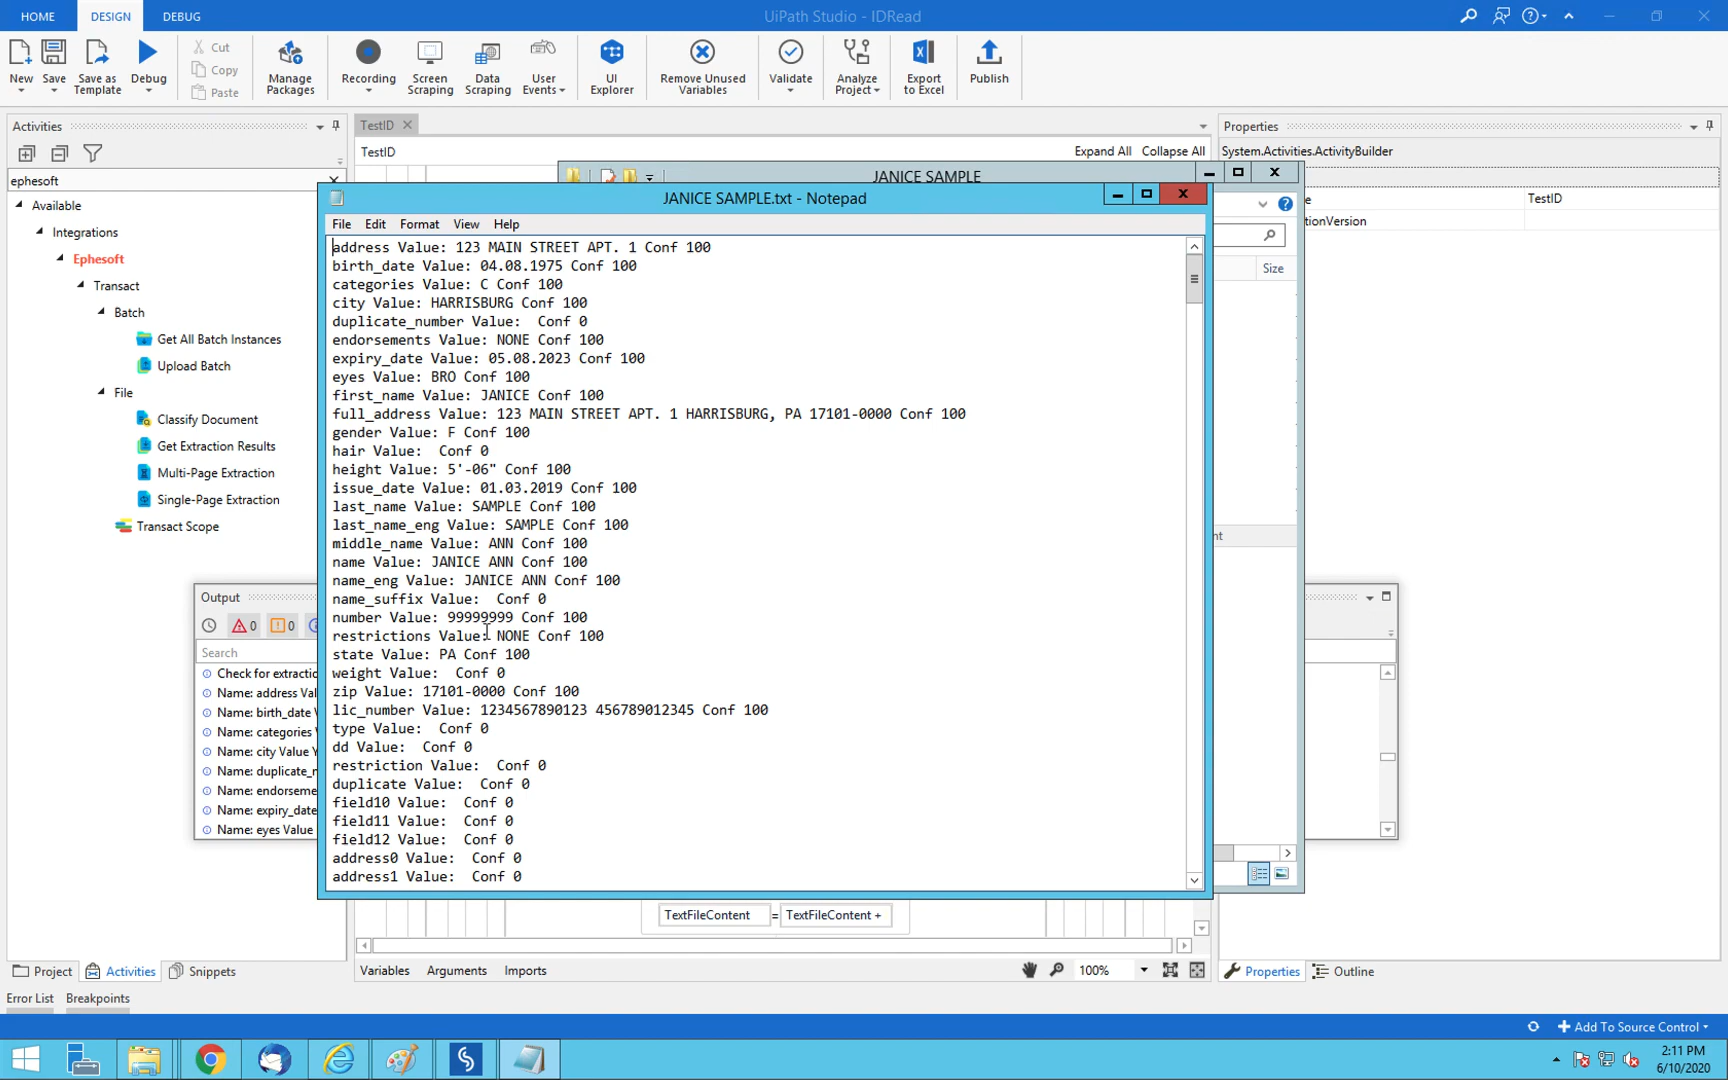 HOME DESIGN DEBUG
UiPath Studio - IDRead
New Save Save as Template Debug
Cut
Copy
Paste
Manage Packages
Recording
Screen Scraping
Data Scraping
User Events
UI Explorer
Remove Unused Variables
Validate
Analyze Project
Export to Excel
Publish
Activities
ephesoft
Available
Integrations
Ephesoft
Transact
Batch
Get All Batch Instances
Upload Batch
File
Classify Document
Get Extraction Results
Multi-Page Extraction
Single-Page Extraction
Transact Scope
TestID
TestID
Expand All Collapse All
JANICE SAMPLE
Size
JANICE SAMPLE.txt - Notepad
File Edit Format View Help
address Value: 123 MAIN STREET APT. 1 Conf 100
birth_date Value: 04.08.1975 Conf 100
categories Value: C Conf 100
city Value: HARRISBURG Conf 100
duplicate_number Value:  Conf 0
endorsements Value: NONE Conf 100
expiry_date Value: 05.08.2023 Conf 100
eyes Value: BRO Conf 100
first_name Value: JANICE Conf 100
full_address Value: 123 MAIN STREET APT. 1 HARRISBURG, PA 17101-0000 Conf 100
gender Value: F Conf 100
hair Value:  Conf 0
height Value: 5'-06" Conf 100
issue_date Value: 01.03.2019 Conf 100
last_name Value: SAMPLE Conf 100
last_name_eng Value: SAMPLE Conf 100
middle_name Value: ANN Conf 100
name Value: JANICE ANN Conf 100
name_eng Value: JANICE ANN Conf 100
name_suffix Value:  Conf 0
number Value: 99999999 Conf 100
restrictions Value: NONE Conf 100
state Value: PA Conf 100
weight Value:  Conf 0
zip Value: 17101-0000 Conf 100
lic_number Value: 1234567890123 456789012345 Conf 100
type Value:  Conf 0
dd Value:  Conf 0
restriction Value:  Conf 0
duplicate Value:  Conf 0
field10 Value:  Conf 0
field11 Value:  Conf 0
field12 Value:  Conf 0
address0 Value:  Conf 0
address1 Value:  Conf 0
Properties
System.Activities.ActivityBuilder
TestID
tionVersion
Output
0 0
Search
Check for extractio
Name: address Val
Name: birth_date V
Name: categories
Name: city Value Y
Name: duplicate_n
Name: endorseme
Name: expiry_date
Name: eyes Value
TextFileContent = TextFileContent +
Project Activities Snippets
Variables Arguments Imports
100%
Properties Outline
Error List Breakpoints
Add To Source Control
2:11 PM
6/10/2020